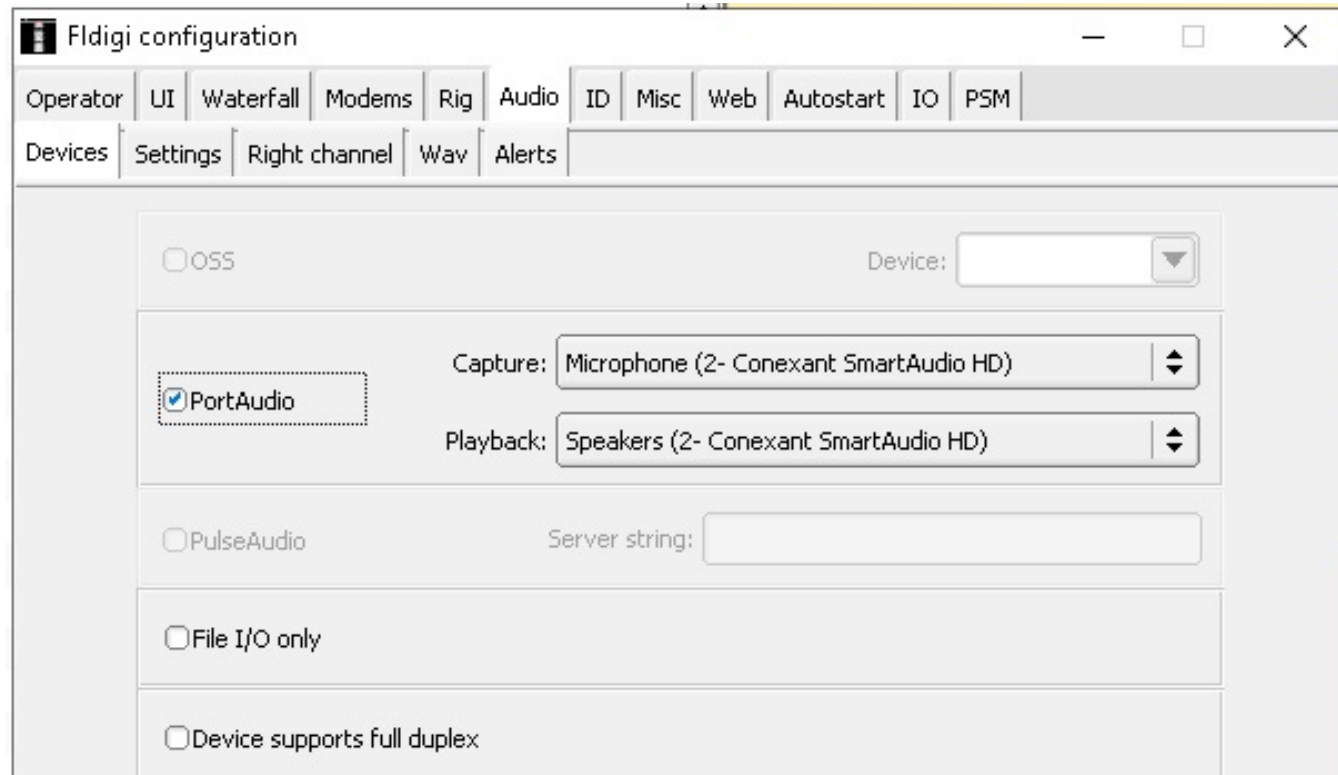 Fldigi configuration
Operator UI Waterfall Modems Rig Audio ID Misc Web Autostart IO PSM
Devices Settings Right channel Wav Alerts
OSS Device:
Capture: Microphone (2- Conexant SmartAudio HD)
PortAudio
Playback: Speakers (2- Conexant SmartAudio HD)
PulseAudio Server string:
File I/O only
Device supports full duplex